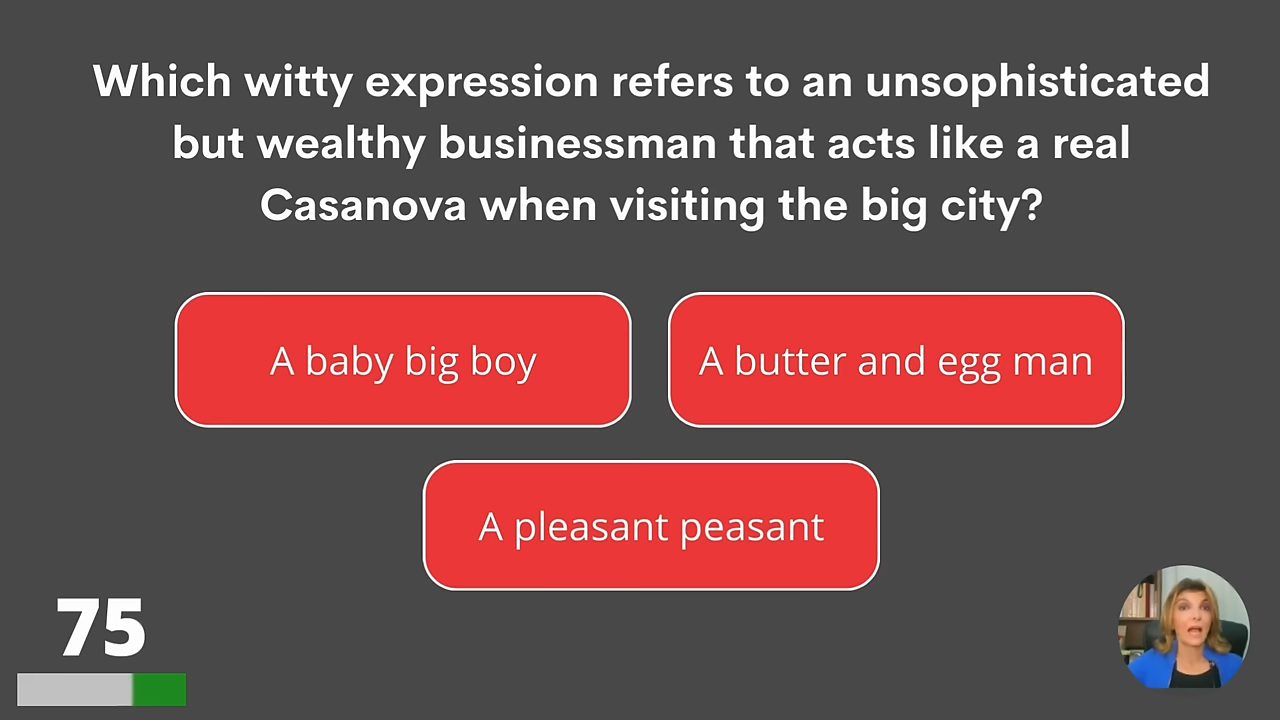 Which witty expression refers to an unsophisticated
but wealthy businessman that acts like a real
Casanova when visiting the big city?
A baby big boy
A butter and egg man
A pleasant peasant
75